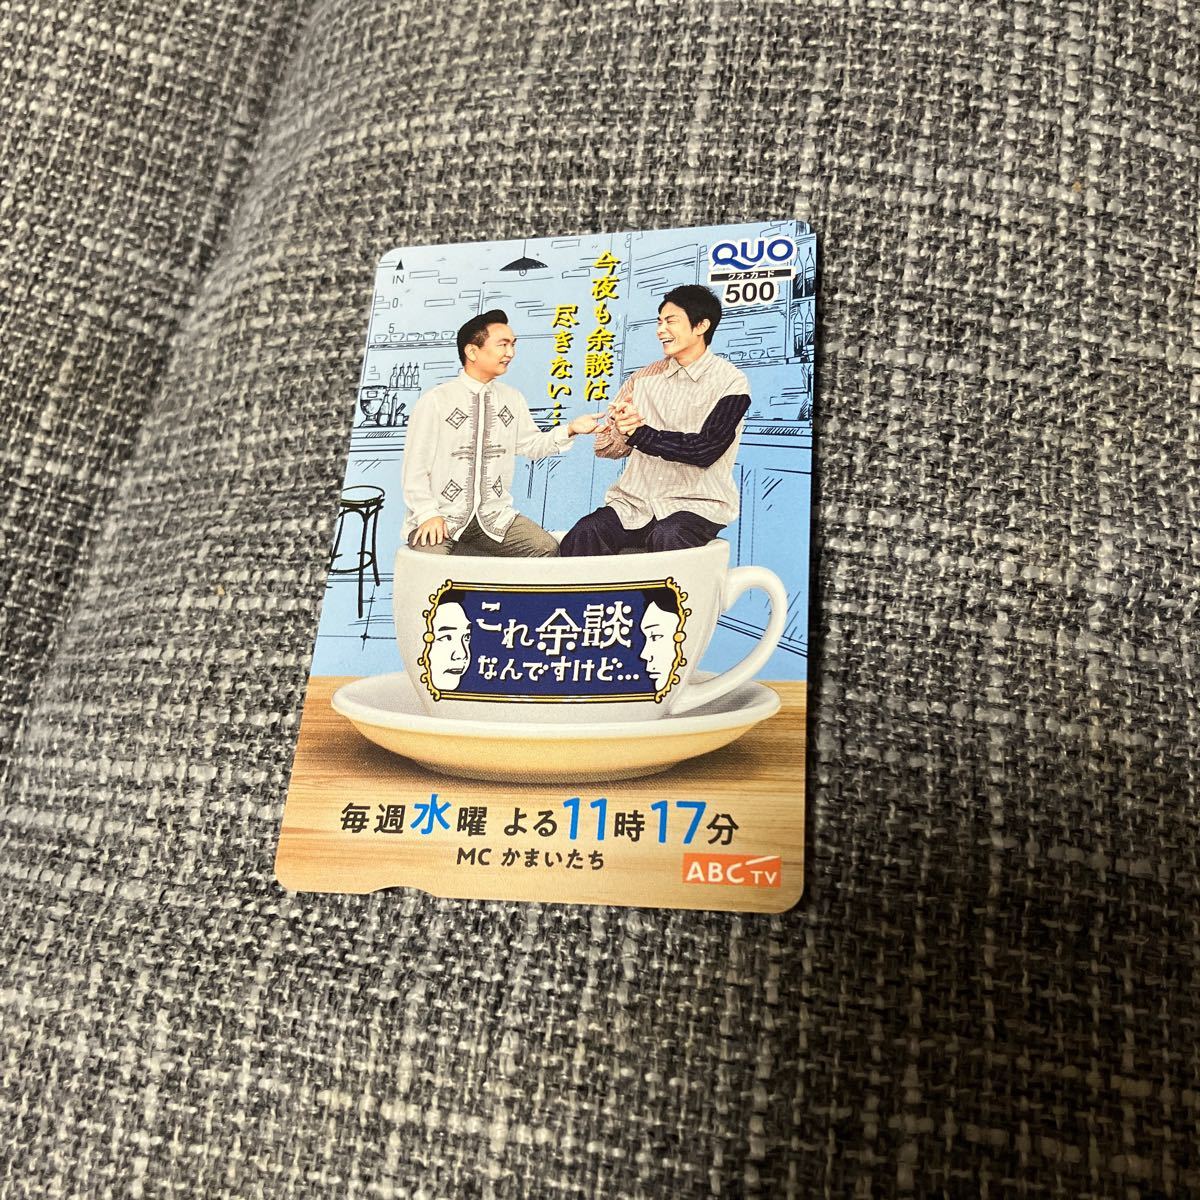 IN
0
5
QUO
クオ・カード
500
今夜も余談は
尽きない…
これ余談
なんですけど…
毎週水曜 よる11時17分
MC かまいたち
ABC TV